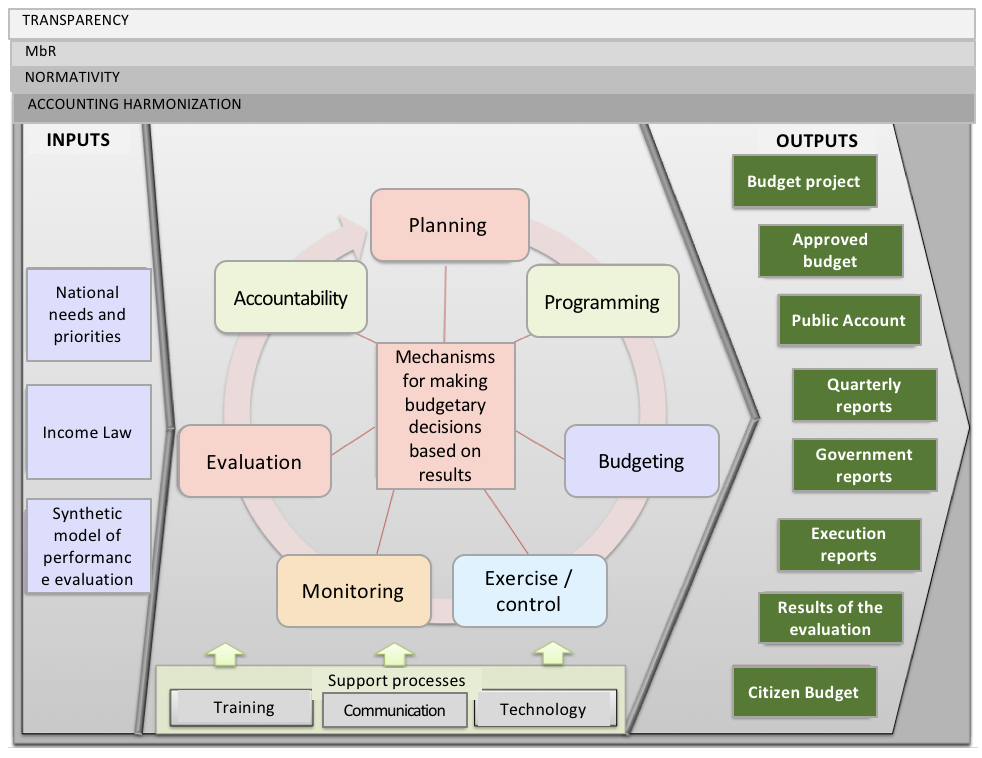 TRANSPARENCY
MbR
NORMATIVITY
ACCOUNTING HARMONIZATION
INPUTS
National
needs and
priorities
Income Law
Synthetic
model of
performanc
e evaluation
Planning
Programming
Budgeting
Exercise /
control
Monitoring
Evaluation
Accountability
Mechanisms
for making
budgetary
decisions
based on
results
Support processes
Training
Communication
Technology
OUTPUTS
Budget project
Approved
budget
Public Account
Quarterly
reports
Government
reports
Execution
reports
Results of the
evaluation
Citizen Budget